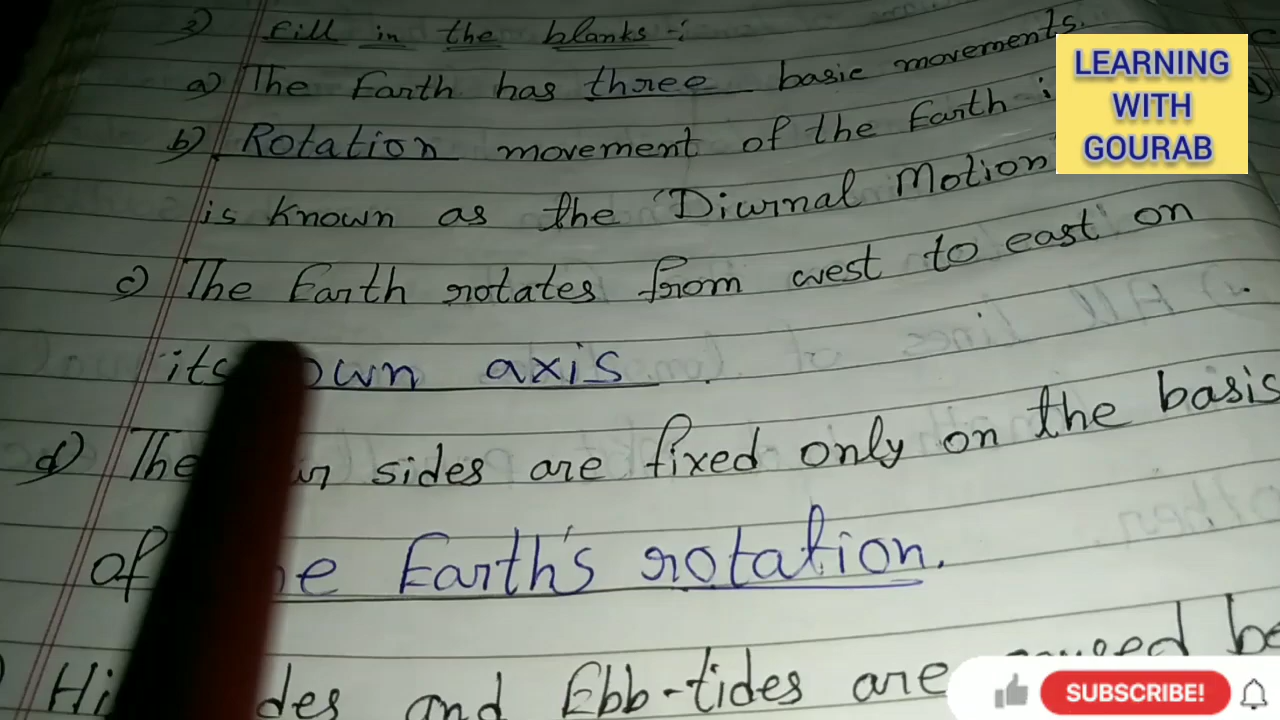 3) Fill in the blanks :
a) The Earth has three basic movements.
b) Rotation movement of the Earth
is known as the 'Diurnal Motion
c) The Earth rotates from west to east on
its own axis.
d) The sides are fixed only on the basis
of the Earth's rotation.
and Ebb-tides are
LEARNING
WITH
GOURAB
SUBSCRIBE!